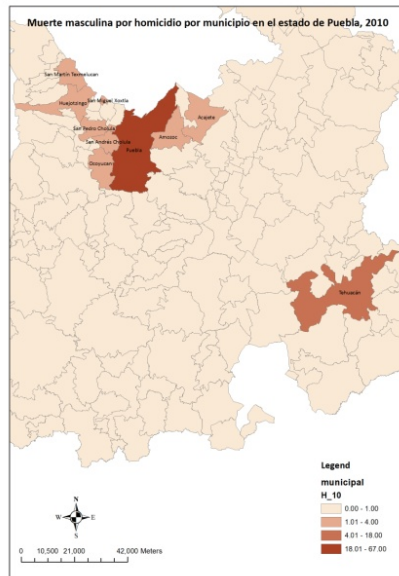 Muerte masculina por homicidio por municipio en el estado de Puebla, 2010
San Martín Texmelucan
Huejotzingo
San Miguel Xoxtla
Acajete
San Pedro Cholula
Amozoc
San Andrés Cholula
Puebla
Ocoyucan
Tehuacán
Legend
municipal
H_10
0.00 - 1.00
1.01 - 4.00
4.01 - 18.00
18.01 - 67.00
N
W
E
S
0
10,500
21,000
42,000 Meters